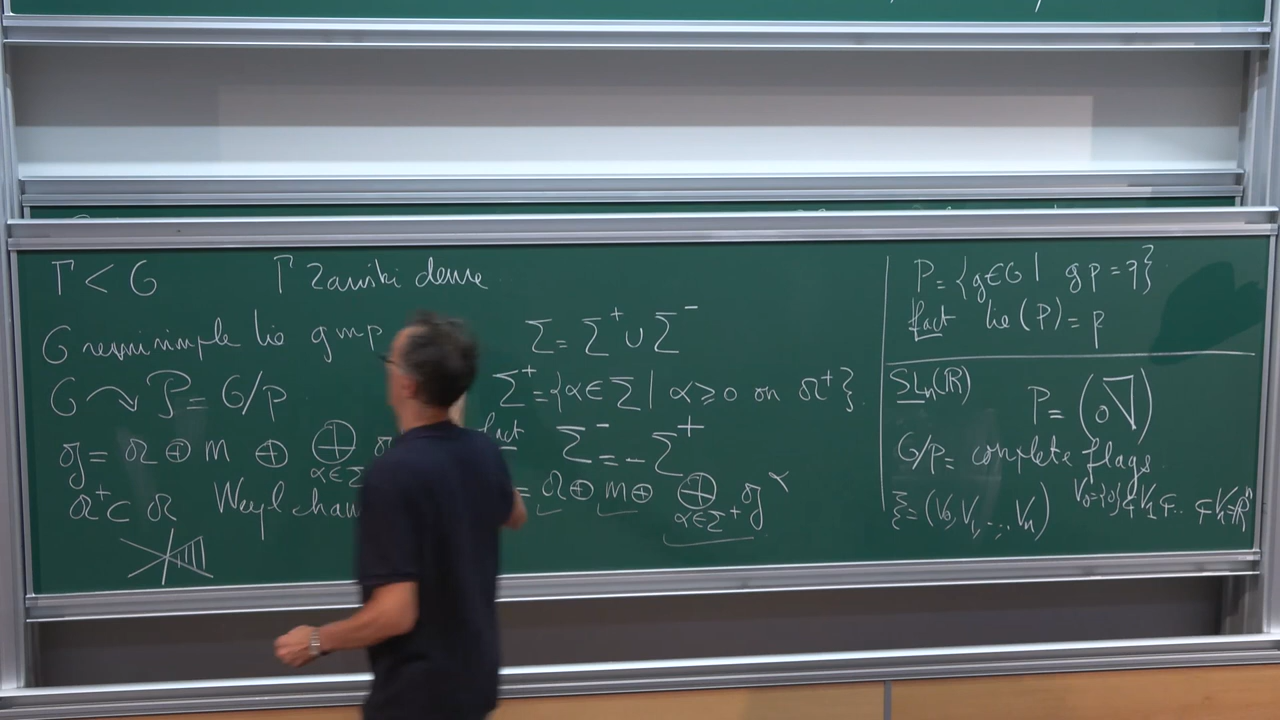 Γ < G Γ Zariski dense
G semisimple lie group
G ↷ 𝒫 = G/P
𝔤 = 𝔞 ⊕ m ⊕ ⊕_{α∈Σ} 𝔤
𝔞⁺ ⊂ 𝔞 Weyl cham
Σ = Σ⁺ ∪ Σ⁻
Σ⁺ = {α ∈ Σ | α ⩾ 0 on 𝔞⁺}
fact Σ⁻ = -Σ⁺
= 𝔞 ⊕ m ⊕ ⊕_{α∈Σ⁺} 𝔤^α
P = {g ∈ G | g p = p}
fact lie(P) = p
SLn(ℝ) P = (0 ▽)
G/P = complete flags
ξ = (V₀, V₁, ..., Vn) V₀ = {0} ⊊ V₁ ⊊ .. ⊊ Vn = ℝⁿ